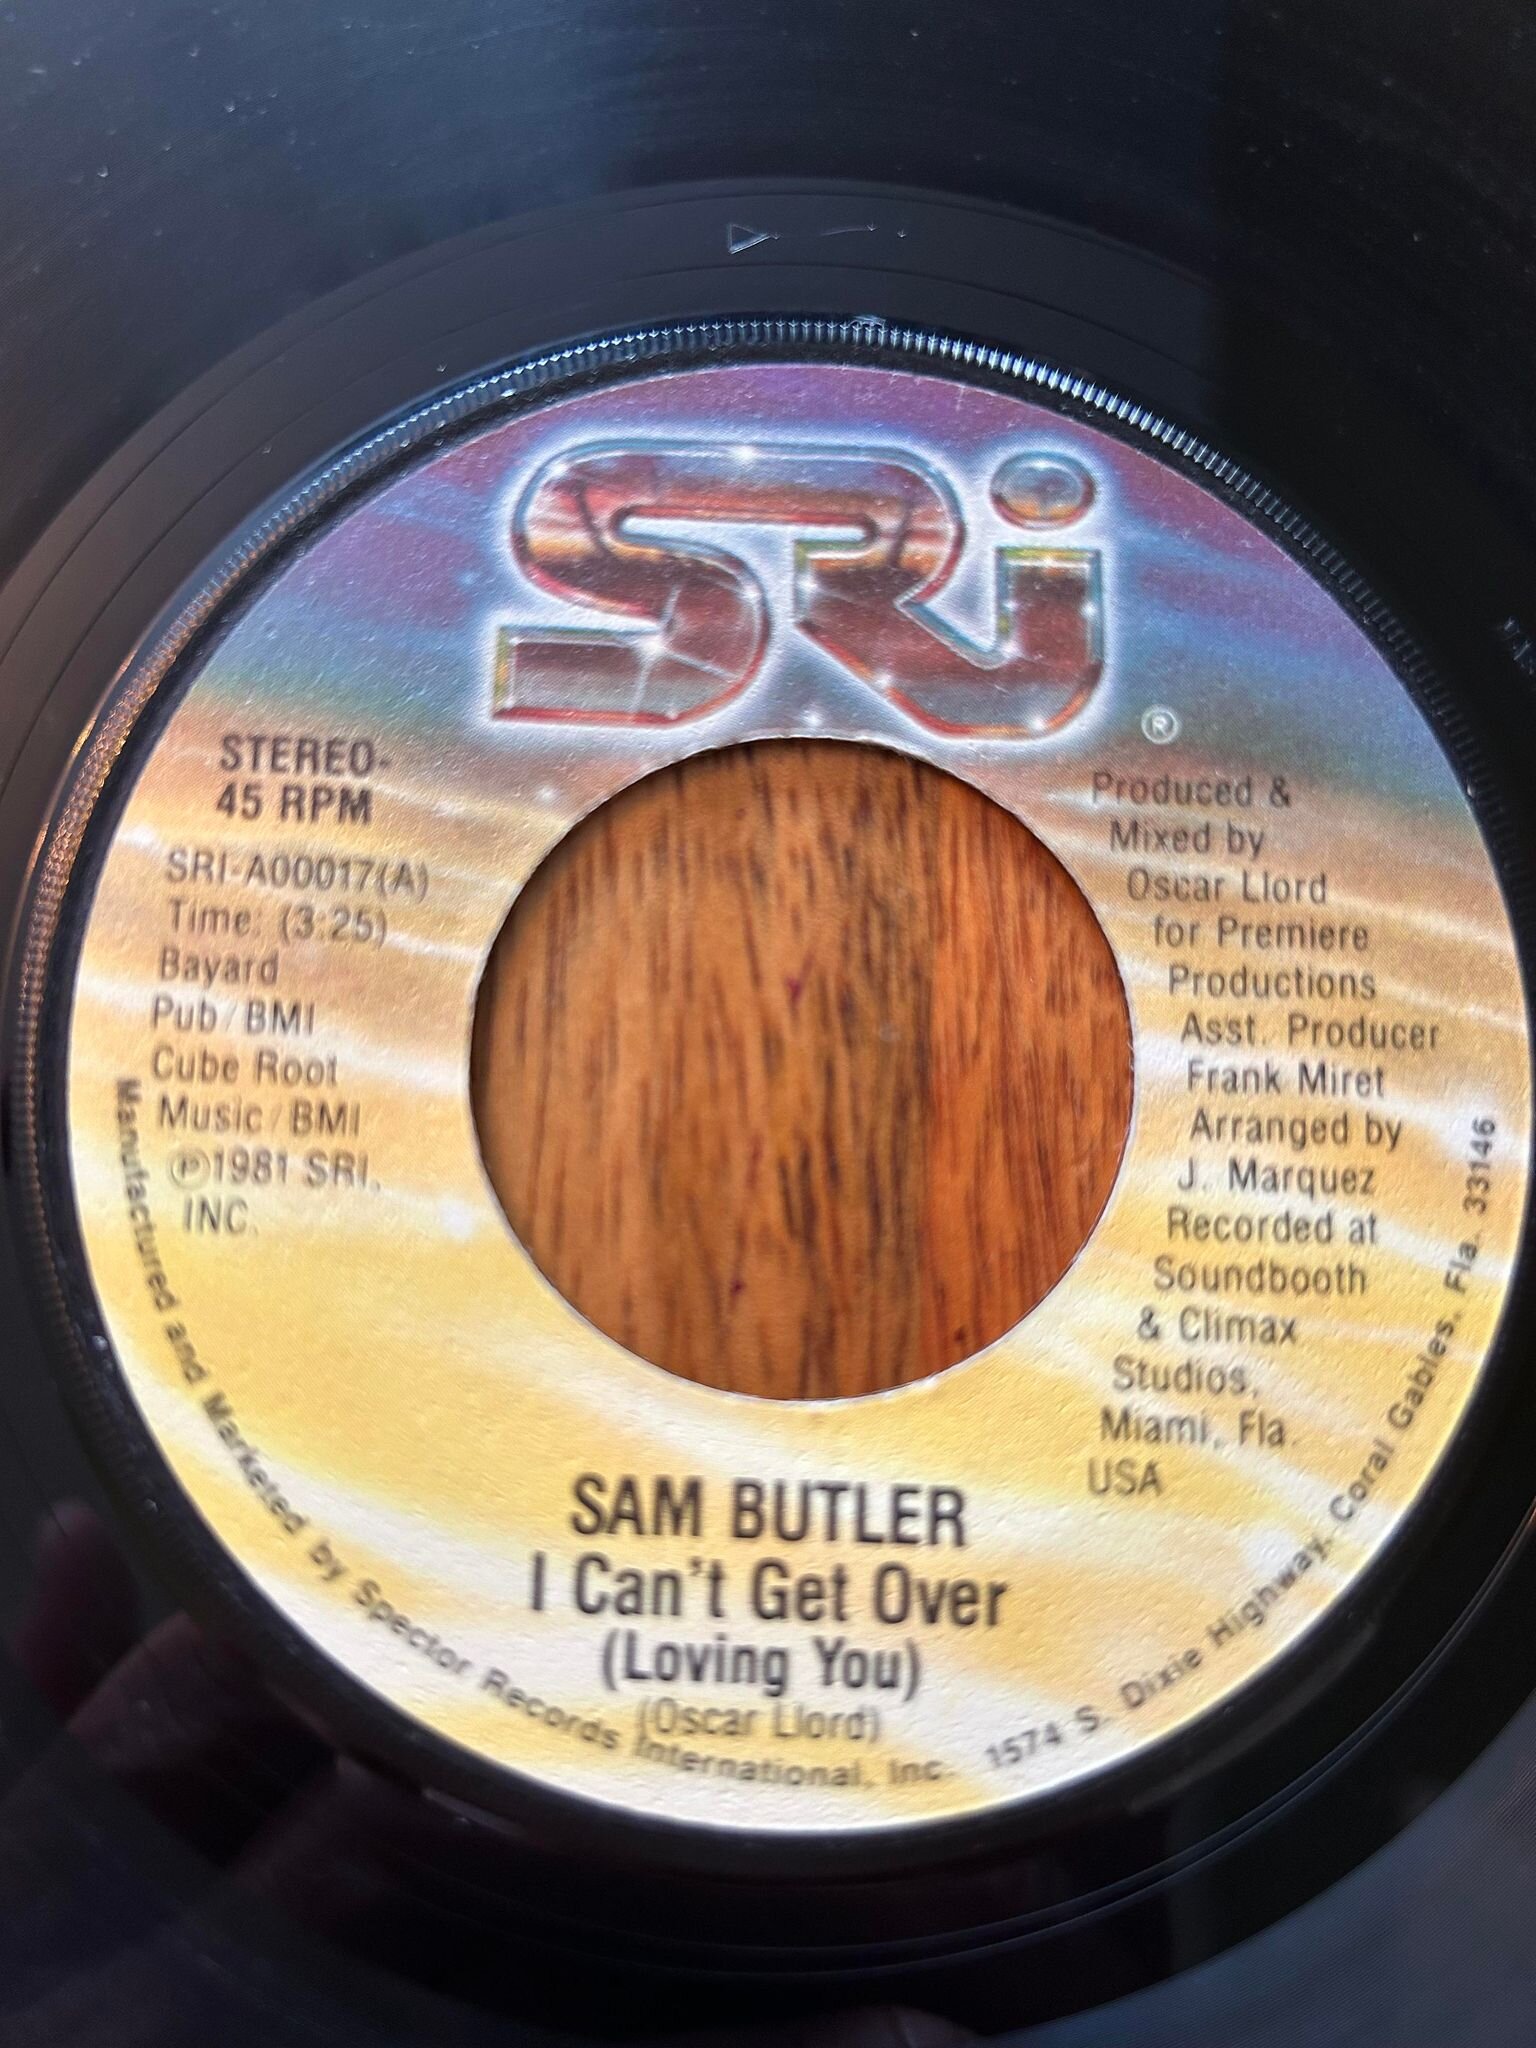 SRi
®
STEREO-
45 RPM
SRI-A00017(A)
Time: (3:25)
Bayard
Pub/BMI
Cube Root
Music/BMI
℗1981 SRI,
INC.
Produced &
Mixed by
Oscar Llord
for Premiere
Productions
Asst. Producer
Frank Miret
Arranged by
J. Marquez
Recorded at
Soundbooth
& Climax
Studios,
Miami, Fla.
USA
SAM BUTLER
I Can't Get Over
(Loving You)
(Oscar Llord)
Manufactured and Marketed by Spector Records International, Inc. 1574 S. Dixie Highway, Coral Gables, Fla. 33146